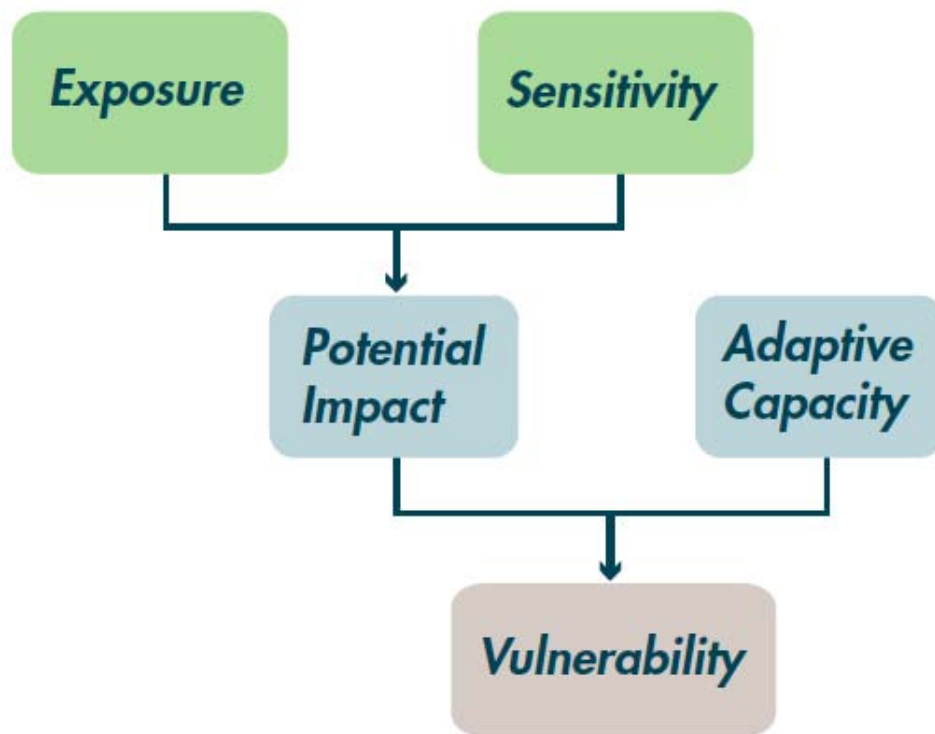 Exposure
Sensitivity
Potential
Impact
Adaptive
Capacity
Vulnerability